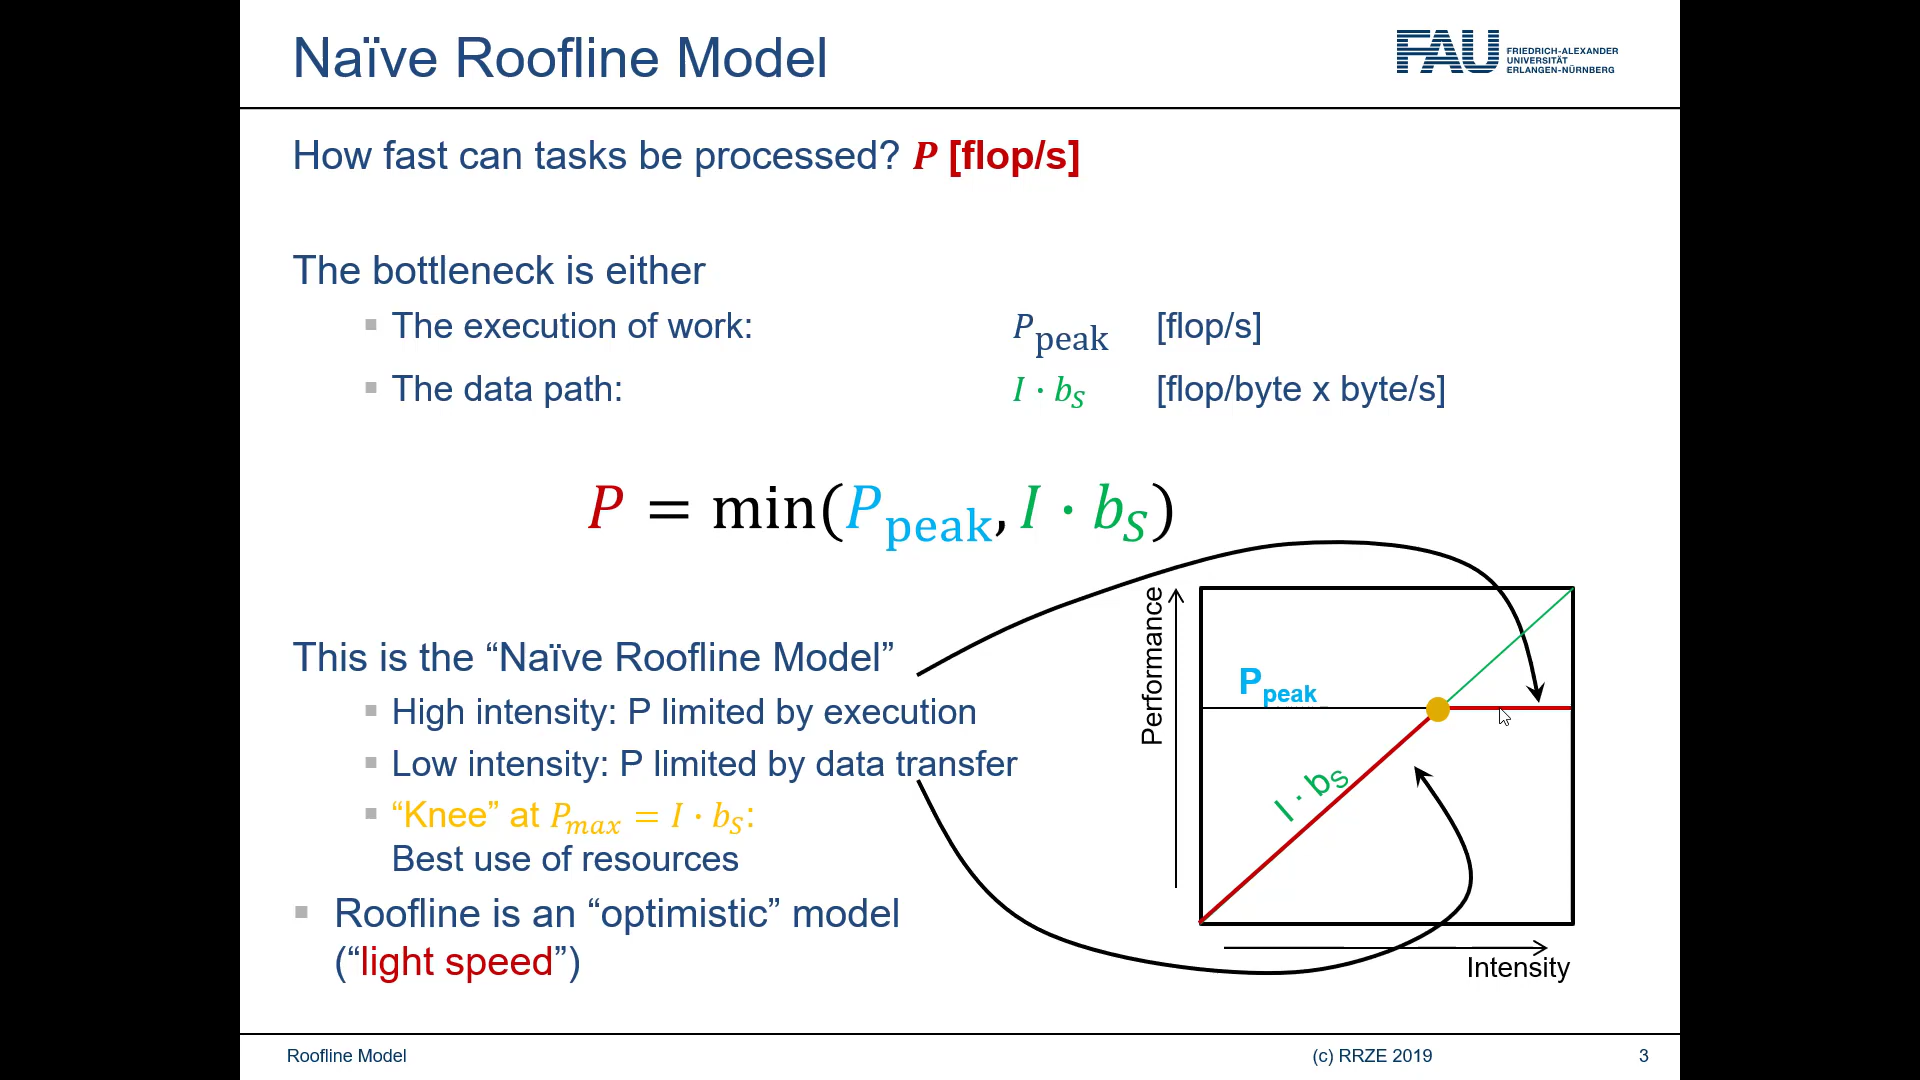 Naïve Roofline Model
FAU FRIEDRICH-ALEXANDER
UNIVERSITÄT
ERLANGEN-NÜRNBERG
How fast can tasks be processed? P [flop/s]
The bottleneck is either
▪ The execution of work: P_peak [flop/s]
▪ The data path: I · b_S [flop/byte x byte/s]
P = min(P_peak, I · b_S)
This is the “Naïve Roofline Model”
▪ High intensity: P limited by execution
▪ Low intensity: P limited by data transfer
▪ “Knee” at P_max = I · b_S:
Best use of resources
▪ Roofline is an “optimistic” model
(“light speed”)
Performance
P_peak
I · b_S
Intensity
Roofline Model (c) RRZE 2019 3